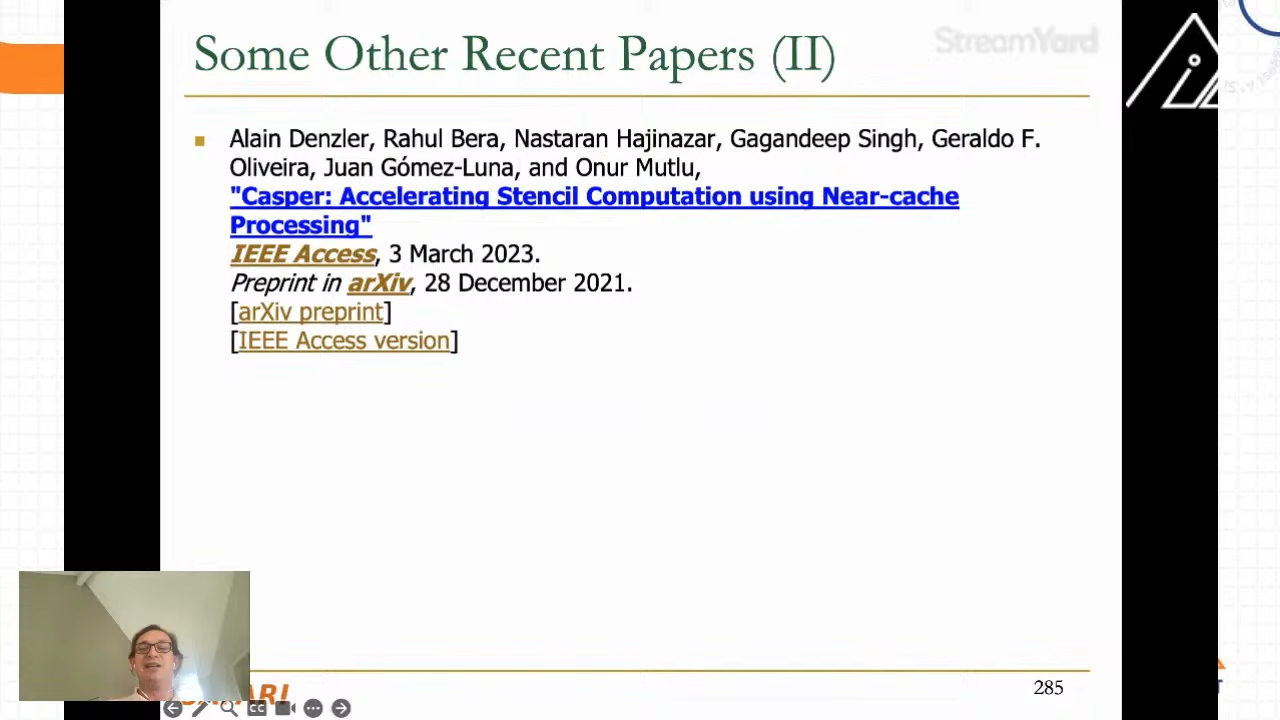 Some Other Recent Papers (II)
StreamYard
Alain Denzler, Rahul Bera, Nastaran Hajinazar, Gagandeep Singh, Geraldo F.
Oliveira, Juan Gómez-Luna, and Onur Mutlu,
"Casper: Accelerating Stencil Computation using Near-cache
Processing"
IEEE Access, 3 March 2023.
Preprint in arXiv, 28 December 2021.
[arXiv preprint]
[IEEE Access version]
285
CC